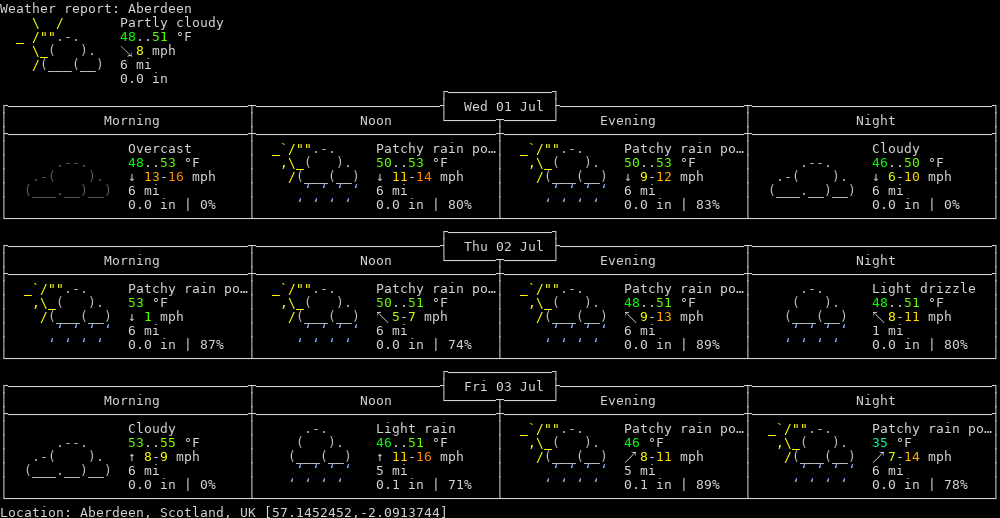 Weather report: Aberdeen
Partly cloudy
48..51 °F
↘ 8 mph
6 mi
0.0 in
Wed 01 Jul
Morning Noon Evening Night
Overcast Patchy rain po… Patchy rain po… Cloudy
48..53 °F 50..53 °F 50..53 °F 46..50 °F
↓ 13-16 mph ↓ 11-14 mph ↓ 9-12 mph ↓ 6-10 mph
6 mi 6 mi 6 mi 6 mi
0.0 in | 0% 0.0 in | 80% 0.0 in | 83% 0.0 in | 0%
Thu 02 Jul
Morning Noon Evening Night
Patchy rain po… Patchy rain po… Patchy rain po… Light drizzle
53 °F 50..51 °F 48..51 °F 48..51 °F
↓ 1 mph ↖ 5-7 mph ↖ 9-13 mph ↖ 8-11 mph
6 mi 6 mi 6 mi 1 mi
0.0 in | 87% 0.0 in | 74% 0.0 in | 89% 0.0 in | 80%
Fri 03 Jul
Morning Noon Evening Night
Cloudy Light rain Patchy rain po… Patchy rain po…
53..55 °F 46..51 °F 46 °F 35 °F
↑ 8-9 mph ↑ 11-16 mph ↗ 8-11 mph ↗ 7-14 mph
6 mi 5 mi 5 mi 6 mi
0.0 in | 0% 0.1 in | 71% 0.1 in | 89% 0.0 in | 78%
Location: Aberdeen, Scotland, UK [57.1452452,-2.0913744]